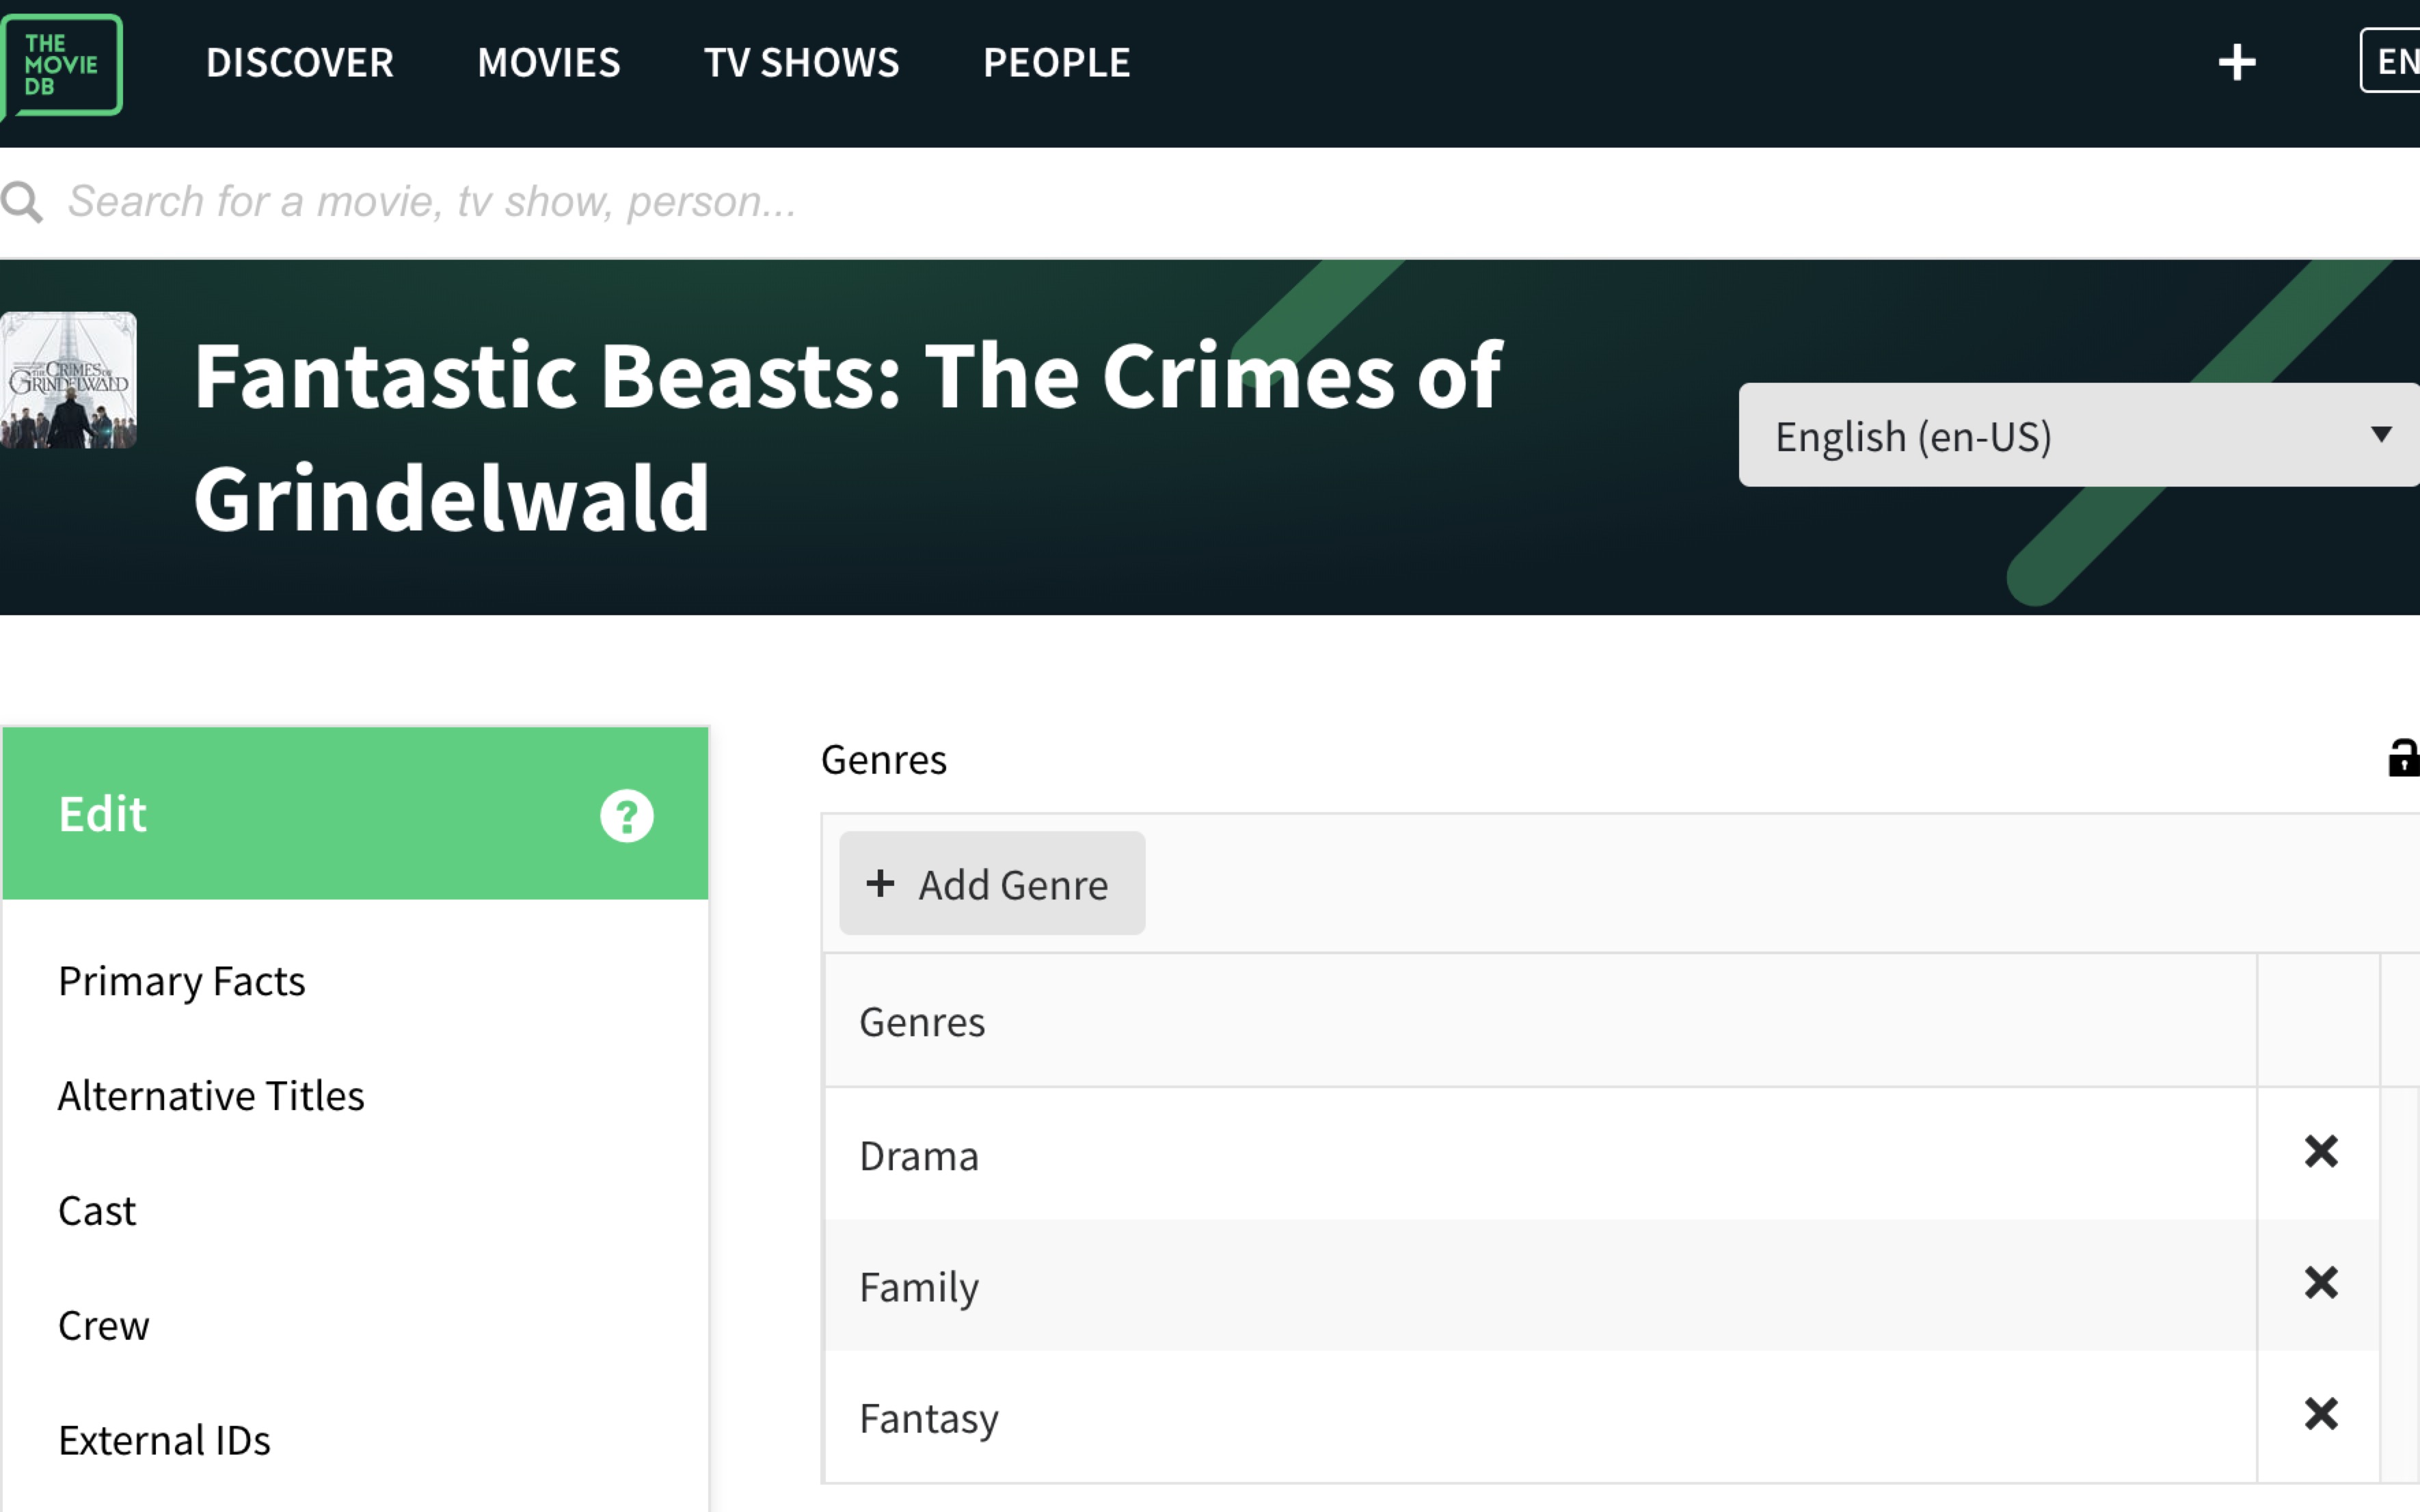 THE
MOVIE
DB
DISCOVER MOVIES TV SHOWS PEOPLE + EN
Search for a movie, tv show, person...
THE CRIMES OF
GRINDELWALD
Fantastic Beasts: The Crimes of
Grindelwald
English (en-US)
Edit ?
Primary Facts
Alternative Titles
Cast
Crew
External IDs
Genres
+ Add Genre
Genres
Drama
Family
Fantasy